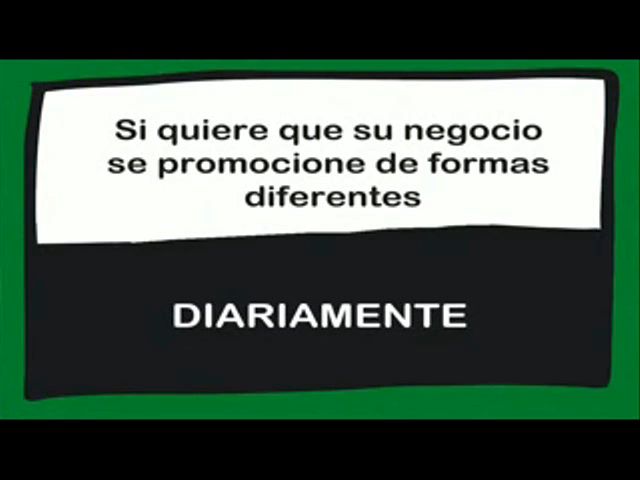 Si quiere que su negocio
se promocione de formas
diferentes
DIARIAMENTE